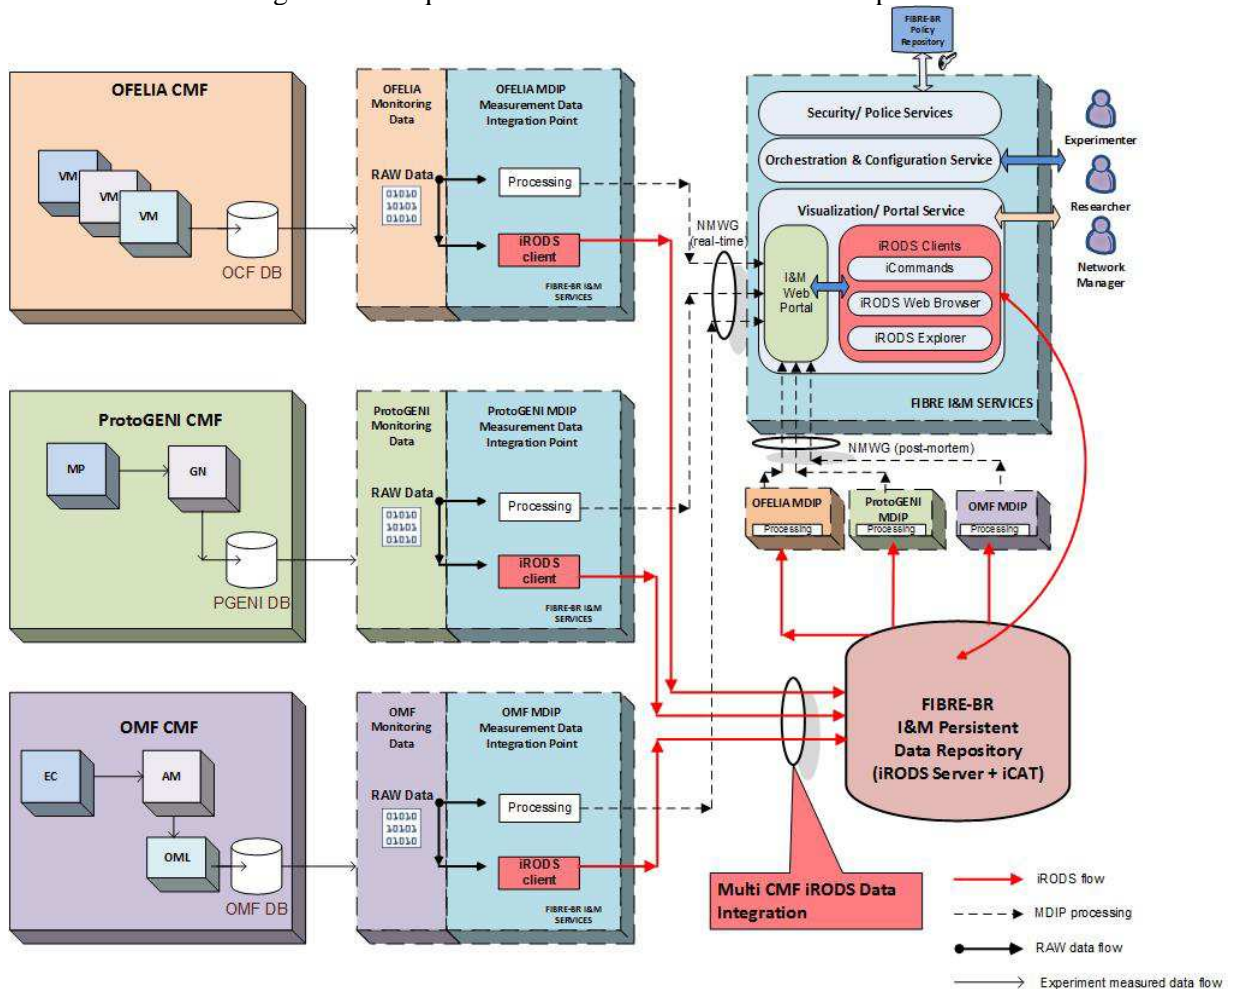 FIBRE-BR
Policy
Repository
OFELIA CMF
VM
VM
VM
OCF DB
OFELIA
Monitoring
Data
RAW Data
01010
10101
01010
OFELIA MDIP
Measurement Data
Integration Point
Processing
iRODS
client
FIBRE-BR I&M
SERVICES
NMWG
(real-time)
Security/ Police Services
Orchestration & Configuration Service
Visualization/ Portal Service
I&M
Web
Portal
iRODS Clients
iCommands
iRODS Web Browser
iRODS Explorer
FIBRE I&M SERVICES
Experimenter
Researcher
Network
Manager
ProtoGENI CMF
MP
GN
PGENI DB
ProtoGENI
Monitoring
Data
RAW Data
01010
10101
01010
ProtoGENI MDIP
Measurement Data
Integration Point
Processing
iRODS
client
FIBRE-BR I&M
SERVICES
NMWG (post-mortem)
OFELIA MDIP
Processing
ProtoGENI
MDIP
Processing
OMF MDIP
Processing
OMF CMF
EC
AM
OML
OMF DB
OMF
Monitoring
Data
RAW Data
01010
10101
01010
OMF MDIP
Measurement Data
Integration Point
Processing
iRODS
client
FIBRE-BR I&M
SERVICES
FIBRE-BR
I&M Persistent
Data Repository
(iRODS Server + iCAT)
Multi CMF iRODS Data
Integration
iRODS flow
MDIP processing
RAW data flow
Experiment measured data flow